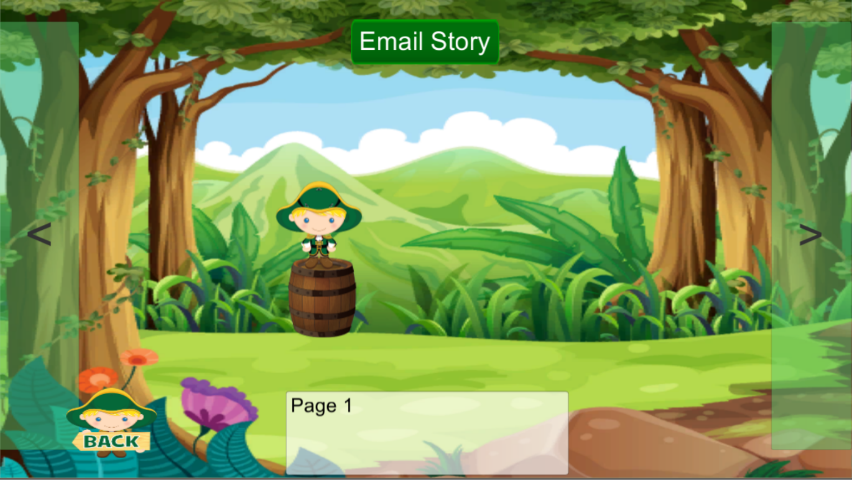 Email Story
<
>
Page 1
BACK